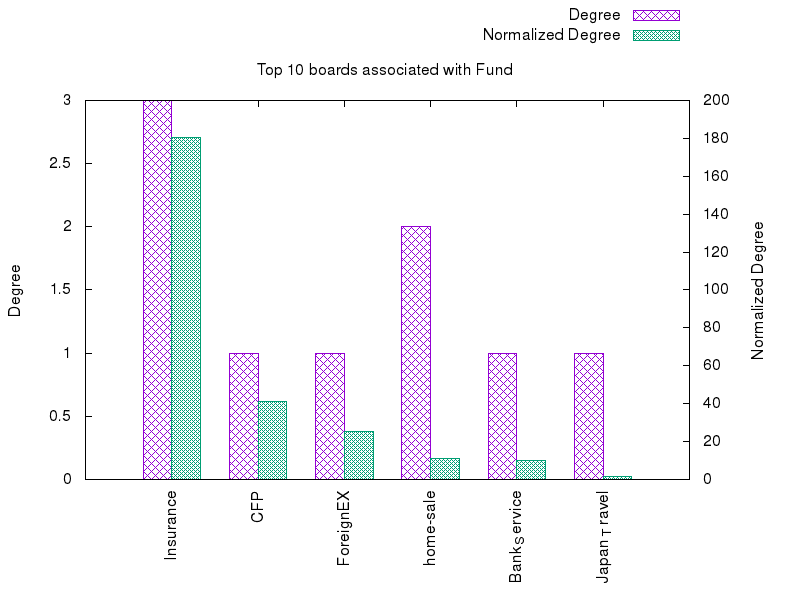 Degree
Normalized Degree
Top 10 boards associated with Fund
3
2.5
2
1.5
1
0.5
0
200
180
160
140
120
100
80
60
40
20
0
Degree
Normalized Degree
Insurance
CFP
ForeignEX
home-sale
BankService
JapanTravel